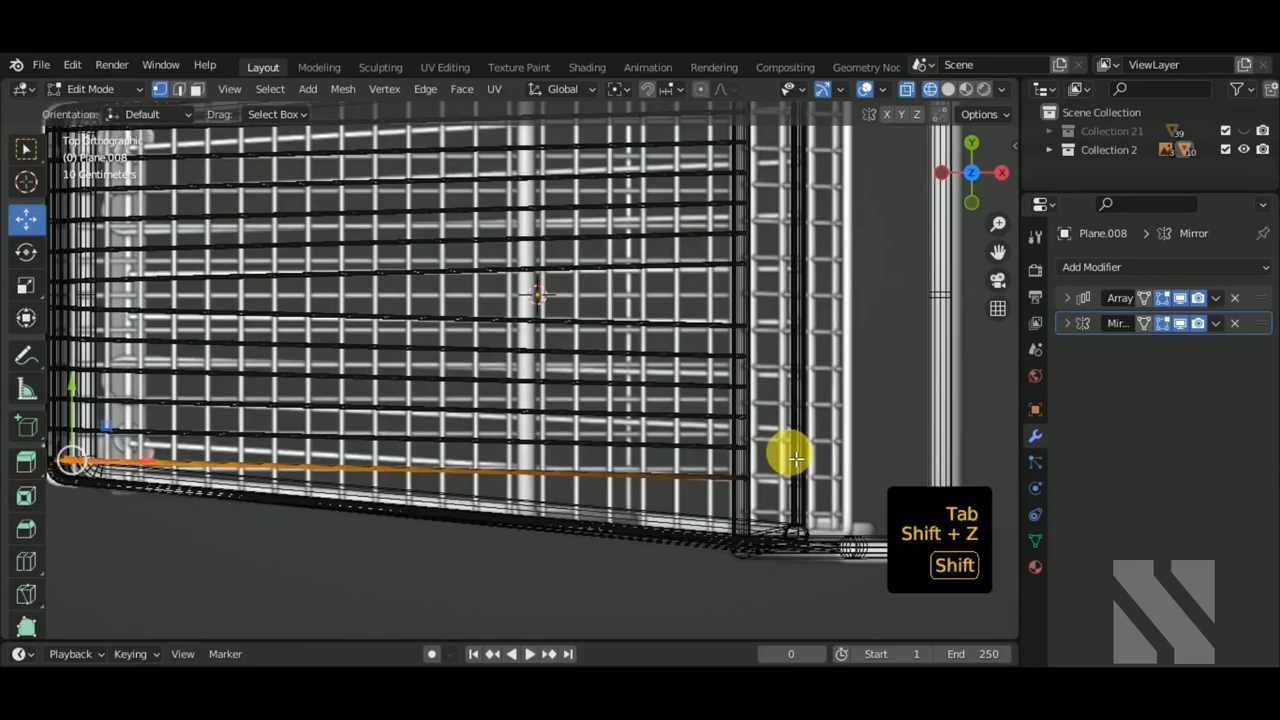 File Edit Render Window Help Layout Modeling Sculpting UV Editing Texture Paint Shading Animation Rendering Compositing Geometry Noc Scene ViewLayer
Edit Mode View Select Add Mesh Vertex Edge Face UV Global
Orientation: Default Drag: Select Box X Y Z Options
Top Orthographic
(0) Plane.008
10 Centimeters
Y
Z
X
Scene Collection
Collection 21 39
Collection 2 3 10
Plane.008 Mirror
Add Modifier
Array
Mir...
Tab
Shift + Z
Shift
Playback Keying View Marker 0 Start 1 End 250